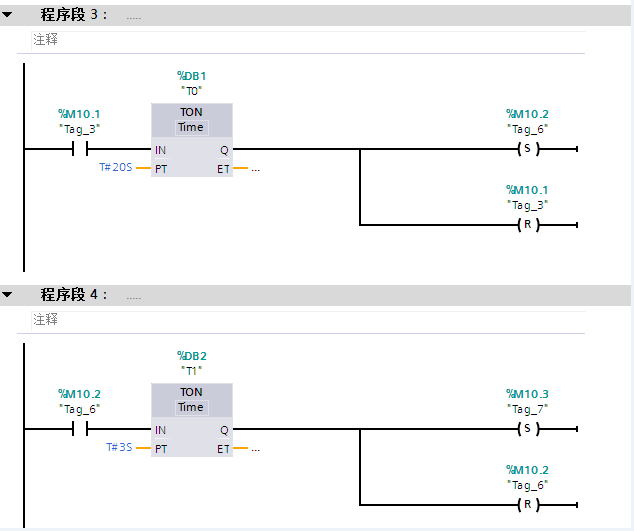 程序段 3： .....
注释
%DB1
"T0"
%M10.1
"Tag_3"
TON
Time
IN
Q
T#20S
PT
ET
...
%M10.2
"Tag_6"
S
%M10.1
"Tag_3"
R
程序段 4： .....
注释
%DB2
"T1"
%M10.2
"Tag_6"
TON
Time
IN
Q
T#3S
PT
ET
...
%M10.3
"Tag_7"
S
%M10.2
"Tag_6"
R